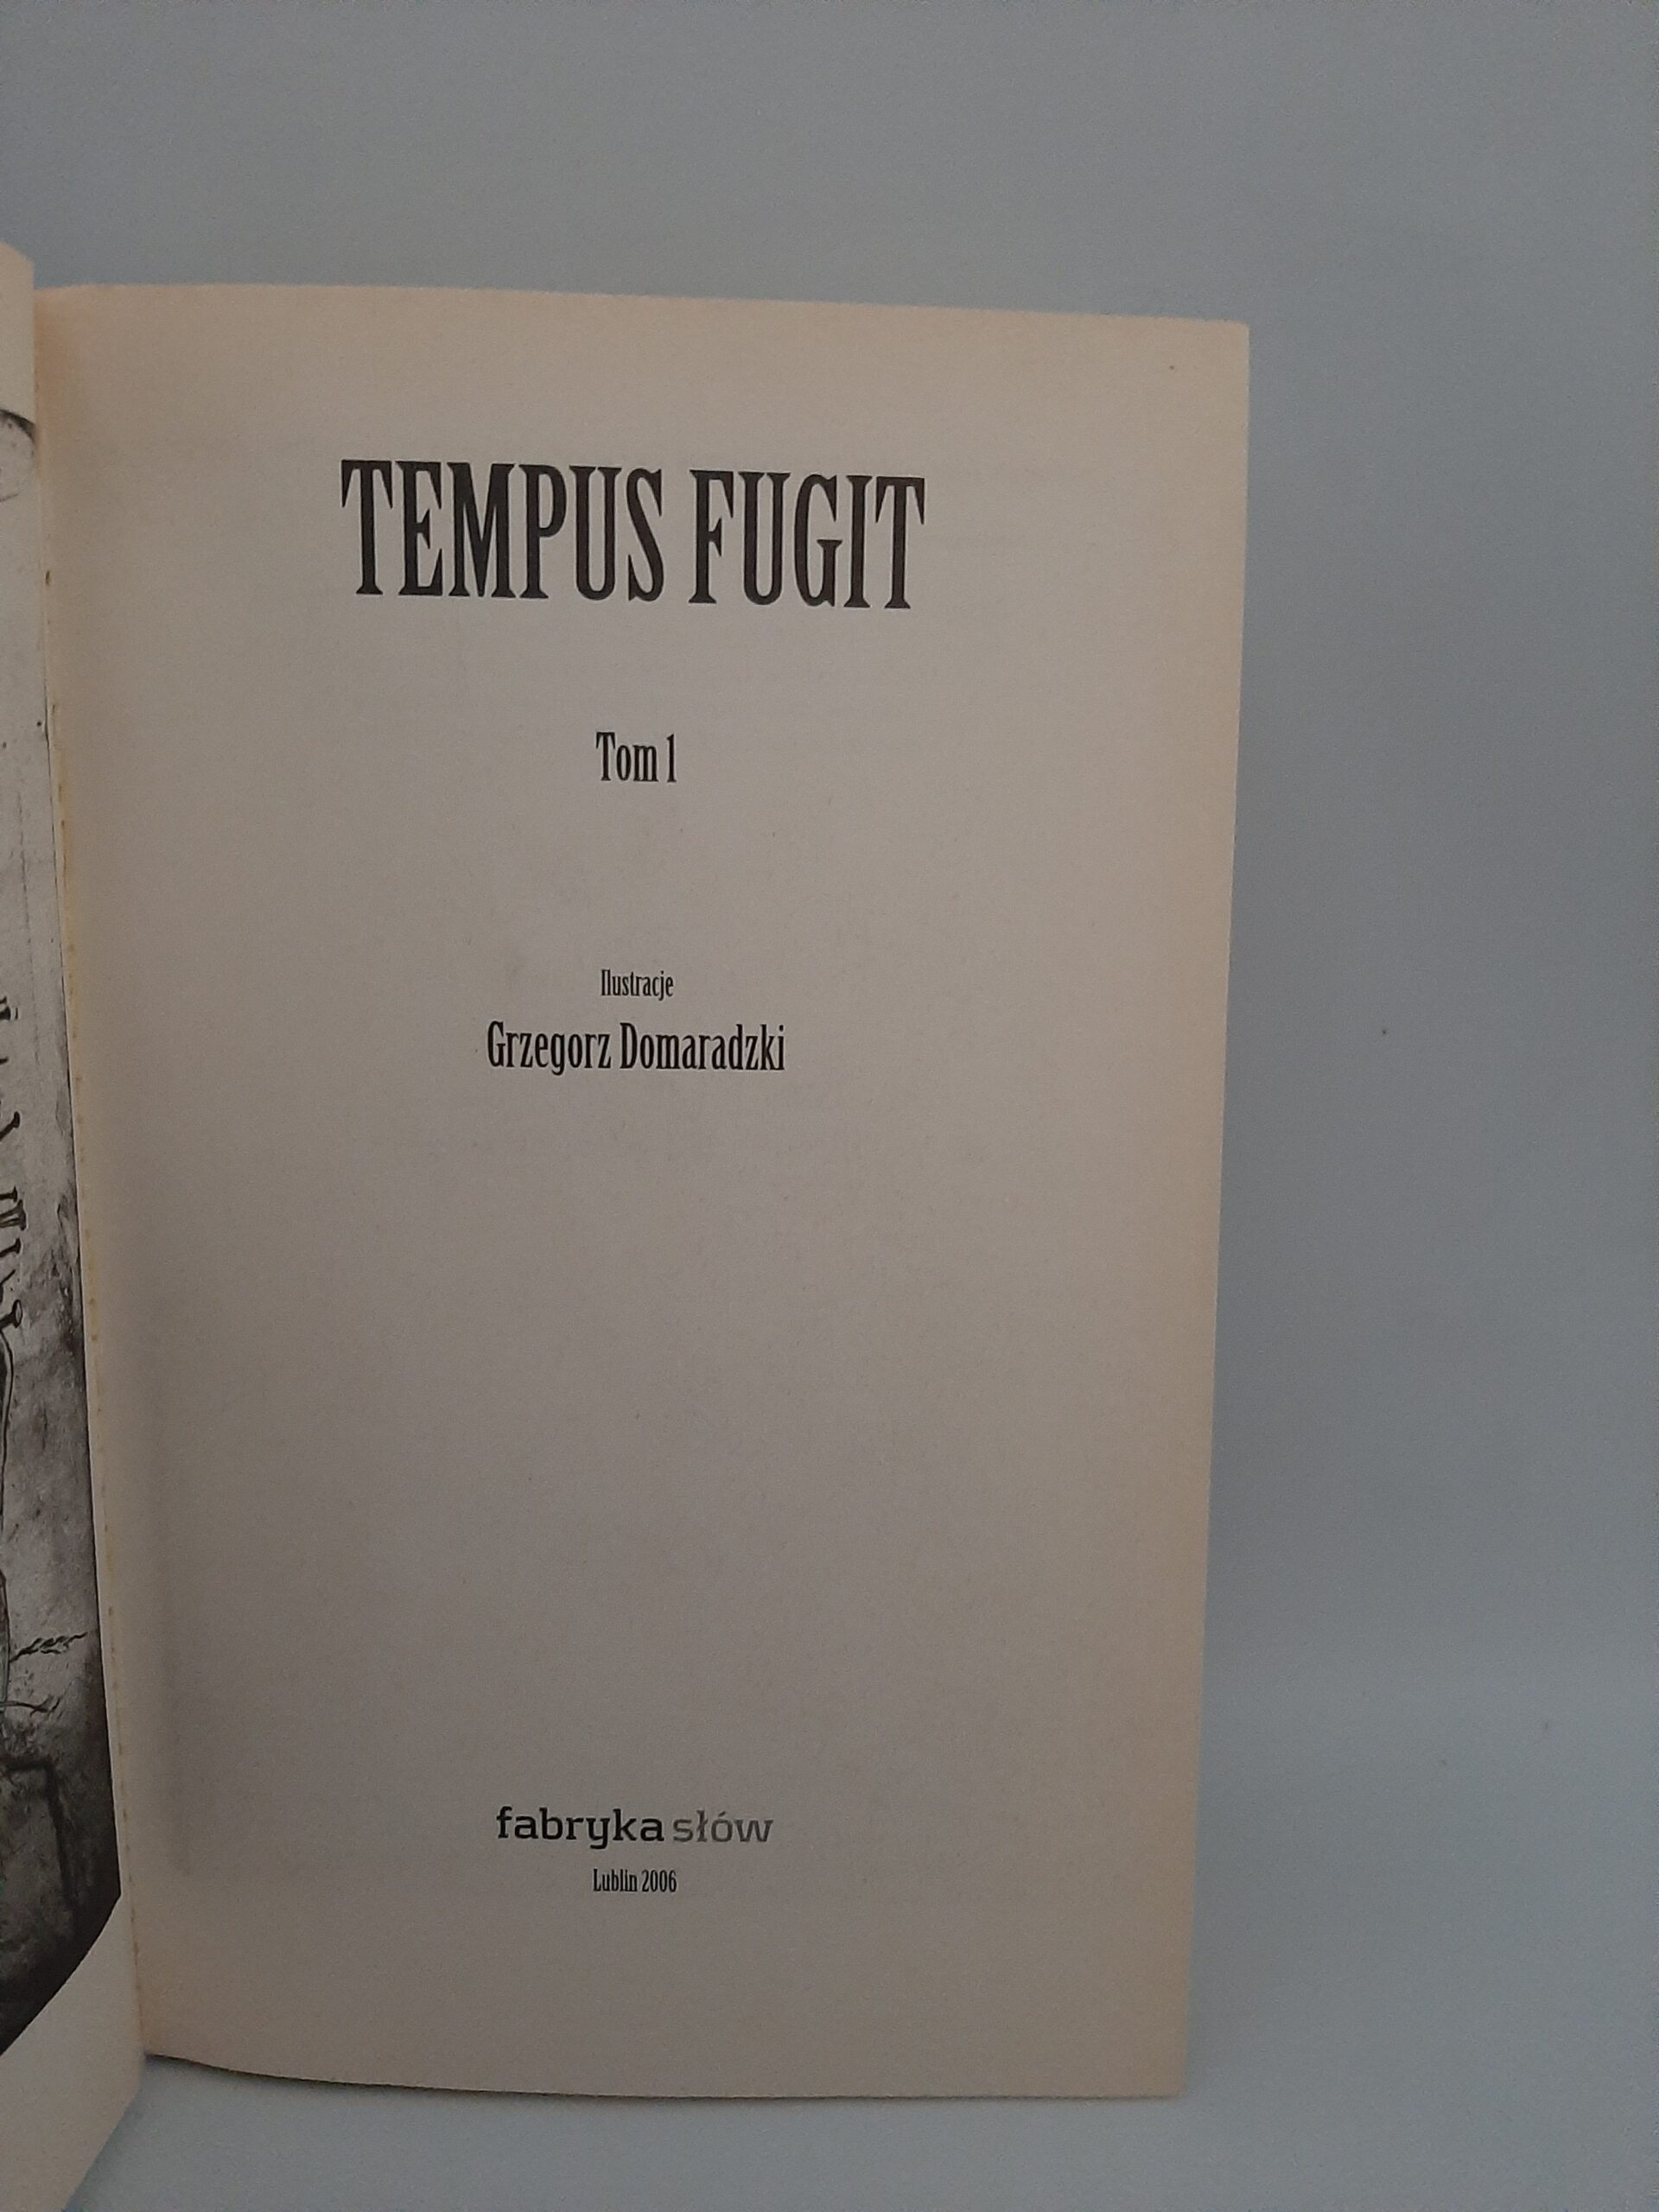 TEMPUS FUGIT
Tom 1
Ilustracje
Grzegorz Domaradzki
fabryka słów
Lublin 2006